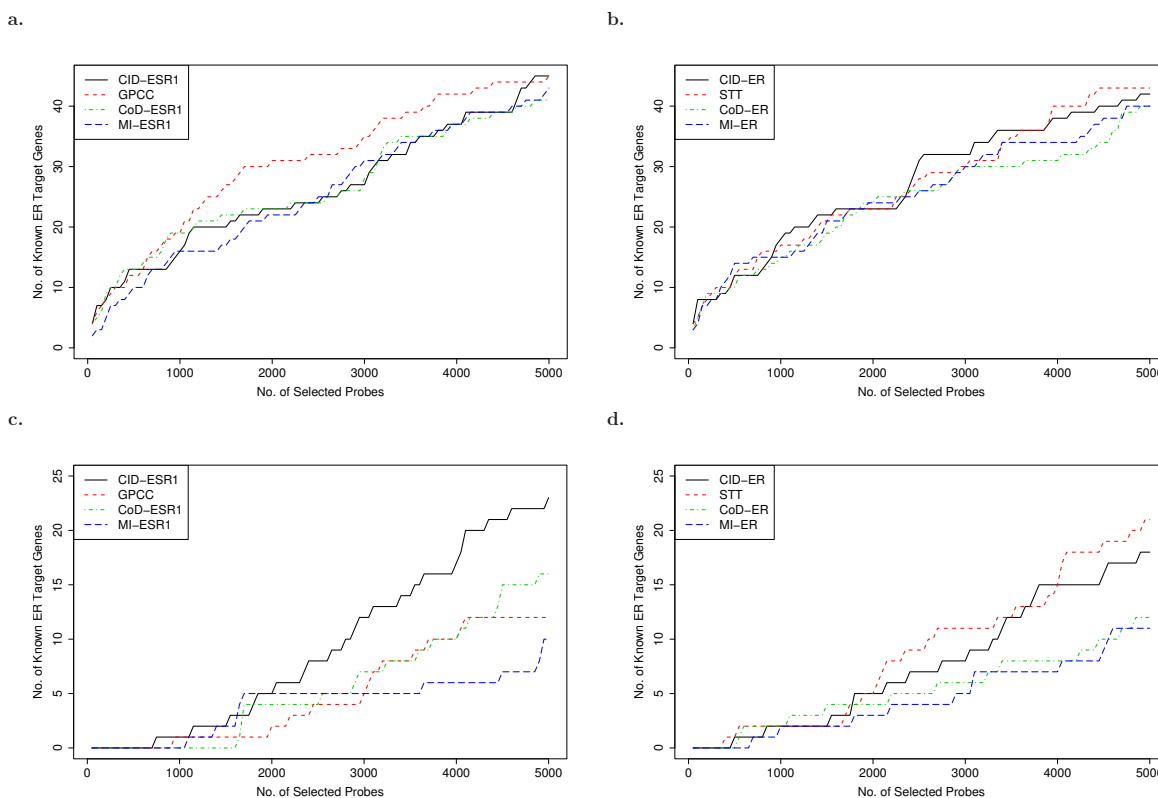 a.
CID−ESR1
GPCC
CoD−ESR1
MI−ESR1
No. of Known ER Target Genes
0 10 20 30 40
0 1000 2000 3000 4000 5000
No. of Selected Probes
b.
CID−ER
STT
CoD−ER
MI−ER
No. of Known ER Target Genes
0 10 20 30 40
0 1000 2000 3000 4000 5000
No. of Selected Probes
c.
CID−ESR1
GPCC
CoD−ESR1
MI−ESR1
No. of Known ER Target Genes
0 5 10 15 20 25
0 1000 2000 3000 4000 5000
No. of Selected Probes
d.
CID−ER
STT
CoD−ER
MI−ER
No. of Known ER Target Genes
0 5 10 15 20 25
0 1000 2000 3000 4000 5000
No. of Selected Probes